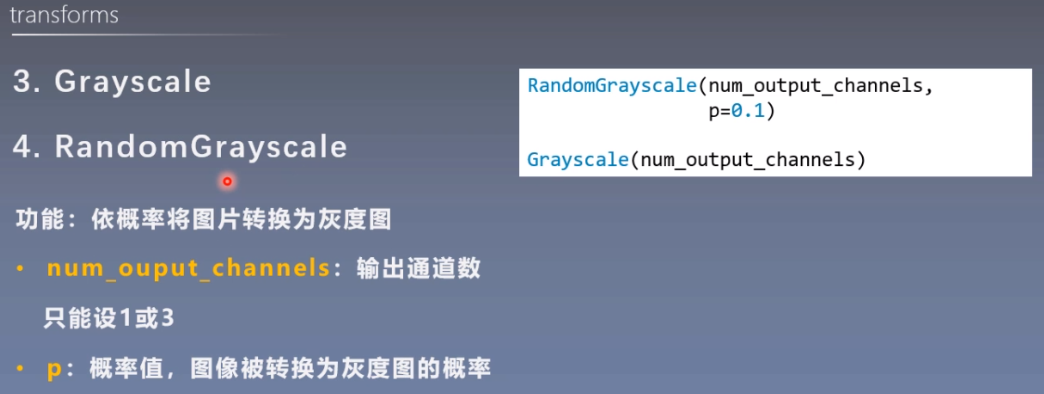 transforms
3. Grayscale
4. RandomGrayscale
功能：依概率将图片转换为灰度图
• num_ouput_channels：输出通道数
只能设1或3
• p：概率值，图像被转换为灰度图的概率
RandomGrayscale(num_output_channels,
p=0.1)
Grayscale(num_output_channels)